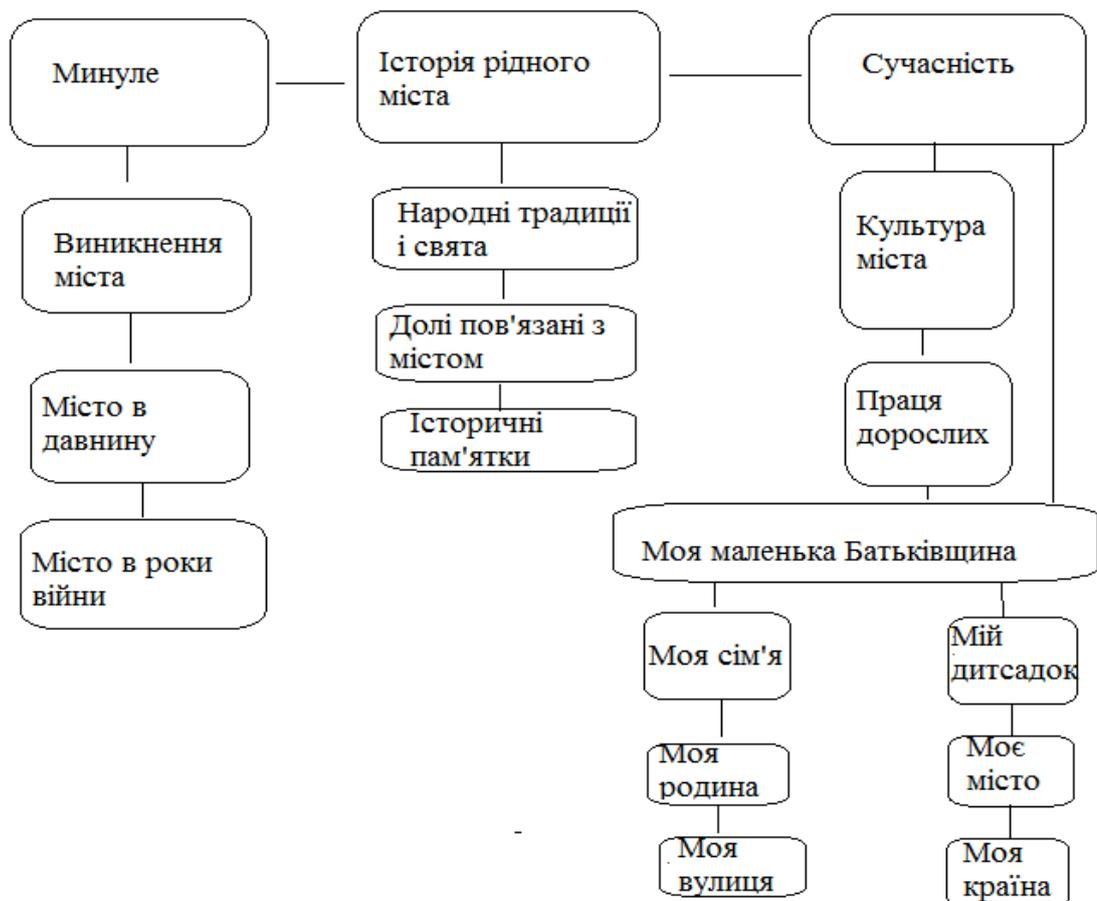 Минуле
Історія рідного
міста
Сучасність
Виникнення
міста
Місто в
давнину
Місто в роки
війни
Народні традиції
і свята
Долі пов'язані з
містом
Історичні
пам'ятки
Культура
міста
Праця
дорослих
Моя маленька Батьківщина
Моя сім'я
Моя
родина
Моя
вулиця
Мій
дитсадок
Моє
місто
Моя
країна